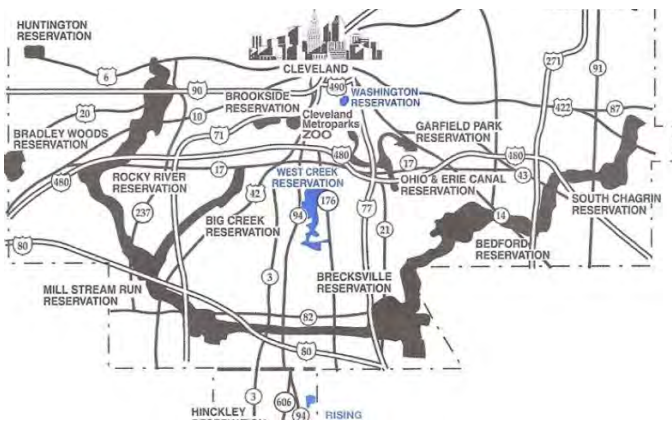 HUNTINGTON
RESERVATION
6
CLEVELAND
271
91
90
490
WASHINGTON
RESERVATION
20
10
BROOKSIDE
RESERVATION
422
87
BRADLEY WOODS
RESERVATION
71
Cleveland
Metroparks
ZOO
GARFIELD PARK
RESERVATION
480
ROCKY RIVER
RESERVATION
17
480
WEST CREEK
RESERVATION
17
480
43
OHIO & ERIE CANAL
RESERVATION
SOUTH CHAGRIN
RESERVATION
42
176
237
BIG CREEK
RESERVATION
94
77
21
14
BEDFORD
RESERVATION
80
3
BRECKSVILLE
RESERVATION
MILL STREAM RUN
RESERVATION
82
80
3
606
94
HINCKLEY
RESERVATION
RISING